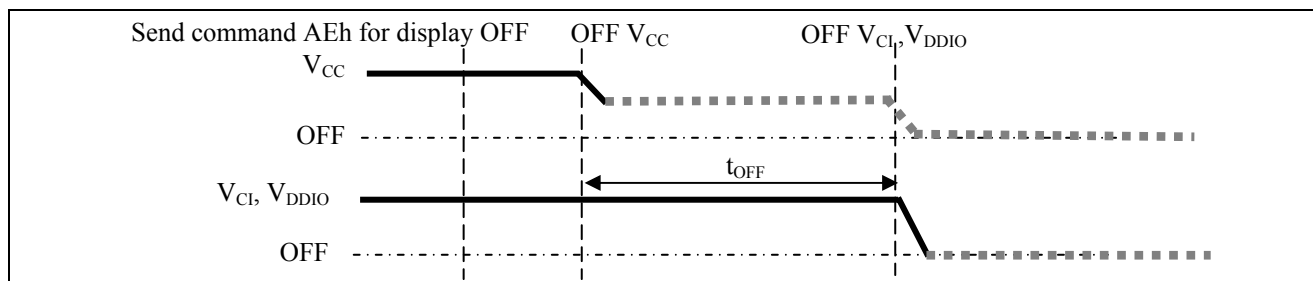 Send command AEh for display OFF OFF V_CC OFF V_CI, V_DDIO
V_CC
OFF
t_OFF
V_CI, V_DDIO
OFF